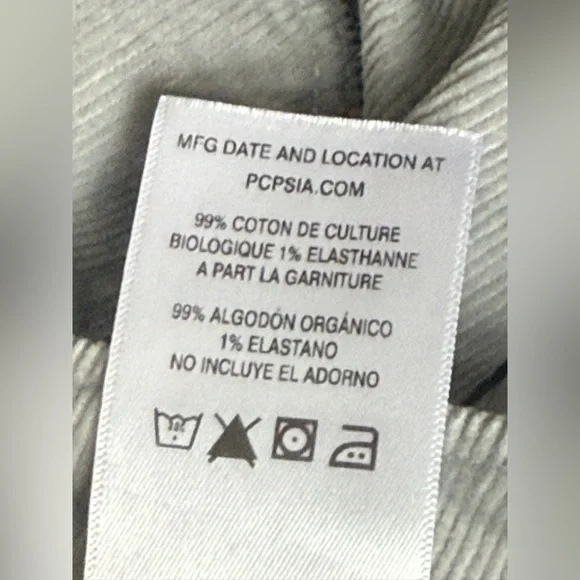 MFG DATE AND LOCATION AT
PCPSIA.COM
99% COTON DE CULTURE
BIOLOGIQUE 1% ELASTHANNE
A PART LA GARNITURE
99% ALGODÓN ORGÁNICO
1% ELASTANO
NO INCLUYE EL ADORNO